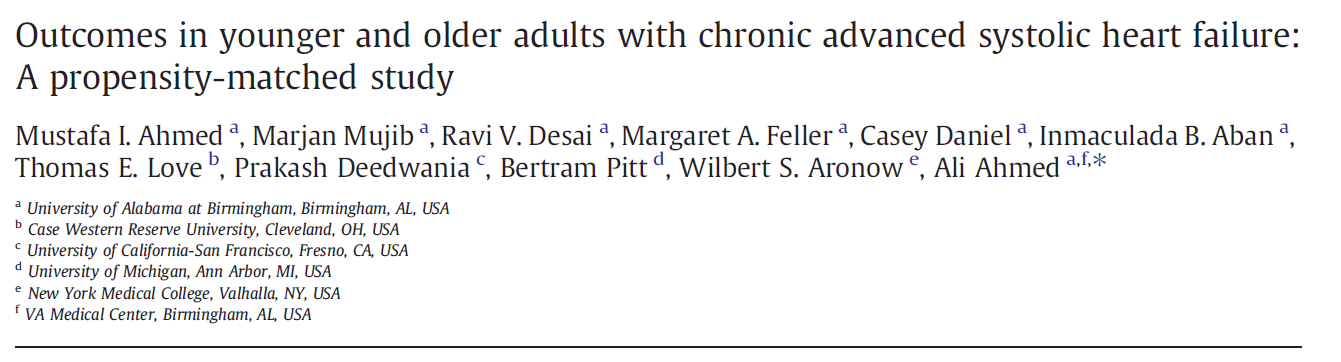 Outcomes in younger and older adults with chronic advanced systolic heart failure:
A propensity-matched study
Mustafa I. Ahmed a, Marjan Mujib a, Ravi V. Desai a, Margaret A. Feller a, Casey Daniel a, Inmaculada B. Aban a,
Thomas E. Love b, Prakash Deedwania c, Bertram Pitt d, Wilbert S. Aronow e, Ali Ahmed a,f,*
a University of Alabama at Birmingham, Birmingham, AL, USA
b Case Western Reserve University, Cleveland, OH, USA
c University of California-San Francisco, Fresno, CA, USA
d University of Michigan, Ann Arbor, MI, USA
e New York Medical College, Valhalla, NY, USA
f VA Medical Center, Birmingham, AL, USA